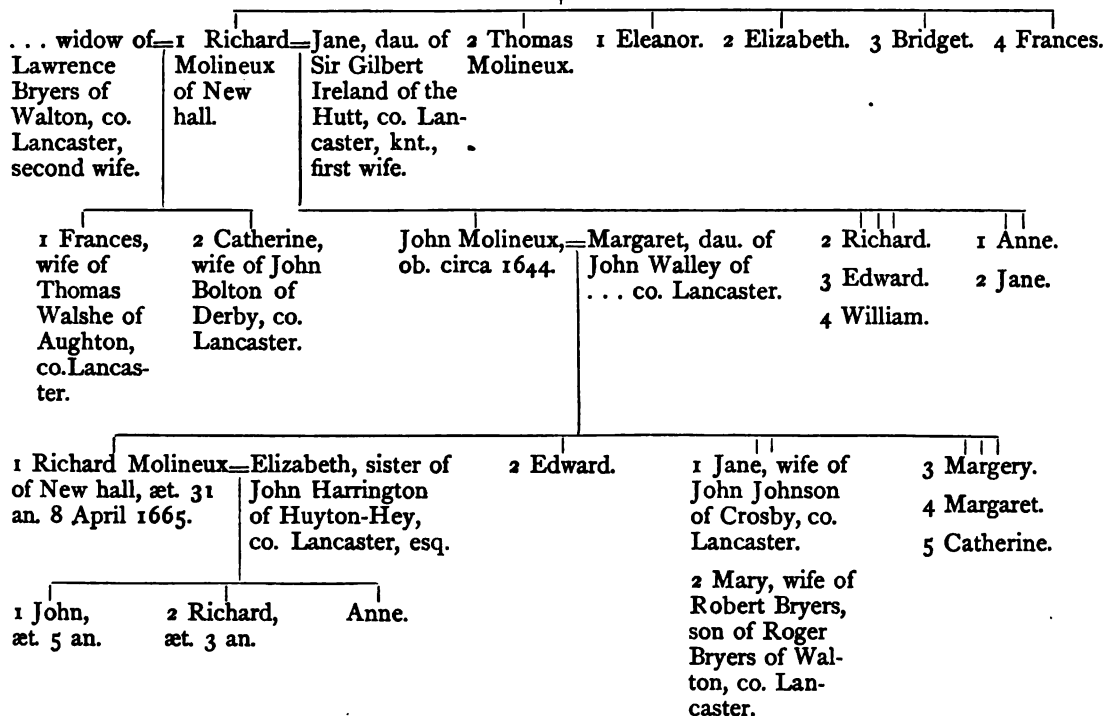 . . . widow of=1 Richard=Jane, dau. of 2 Thomas 1 Eleanor. 2 Elizabeth. 3 Bridget. 4 Frances.
Lawrence Molineux Sir Gilbert Molineux.
Bryers of of New Ireland of the
Walton, co. hall. Hutt, co. Lan-
Lancaster, caster, knt.,
second wife. first wife.
1 Frances, 2 Catherine, John Molineux,=Margaret, dau. of 2 Richard. 1 Anne.
wife of wife of John ob. circa 1644. John Walley of
Thomas Bolton of . . . co. Lancaster. 3 Edward. 2 Jane.
Walshe of Derby, co. 4 William.
Aughton, Lancaster.
co.Lancas-
ter.
1 Richard Molineux=Elizabeth, sister of 2 Edward. 1 Jane, wife of 3 Margery.
of New hall, æt. 31 John Harrington John Johnson
an. 8 April 1665. of Huyton-Hey, of Crosby, co. 4 Margaret.
co. Lancaster, esq. Lancaster. 5 Catherine.
2 Mary, wife of
1 John, 2 Richard, Anne. Robert Bryers,
æt. 5 an. æt. 3 an. son of Roger
Bryers of Wal-
ton, co. Lan-
caster.